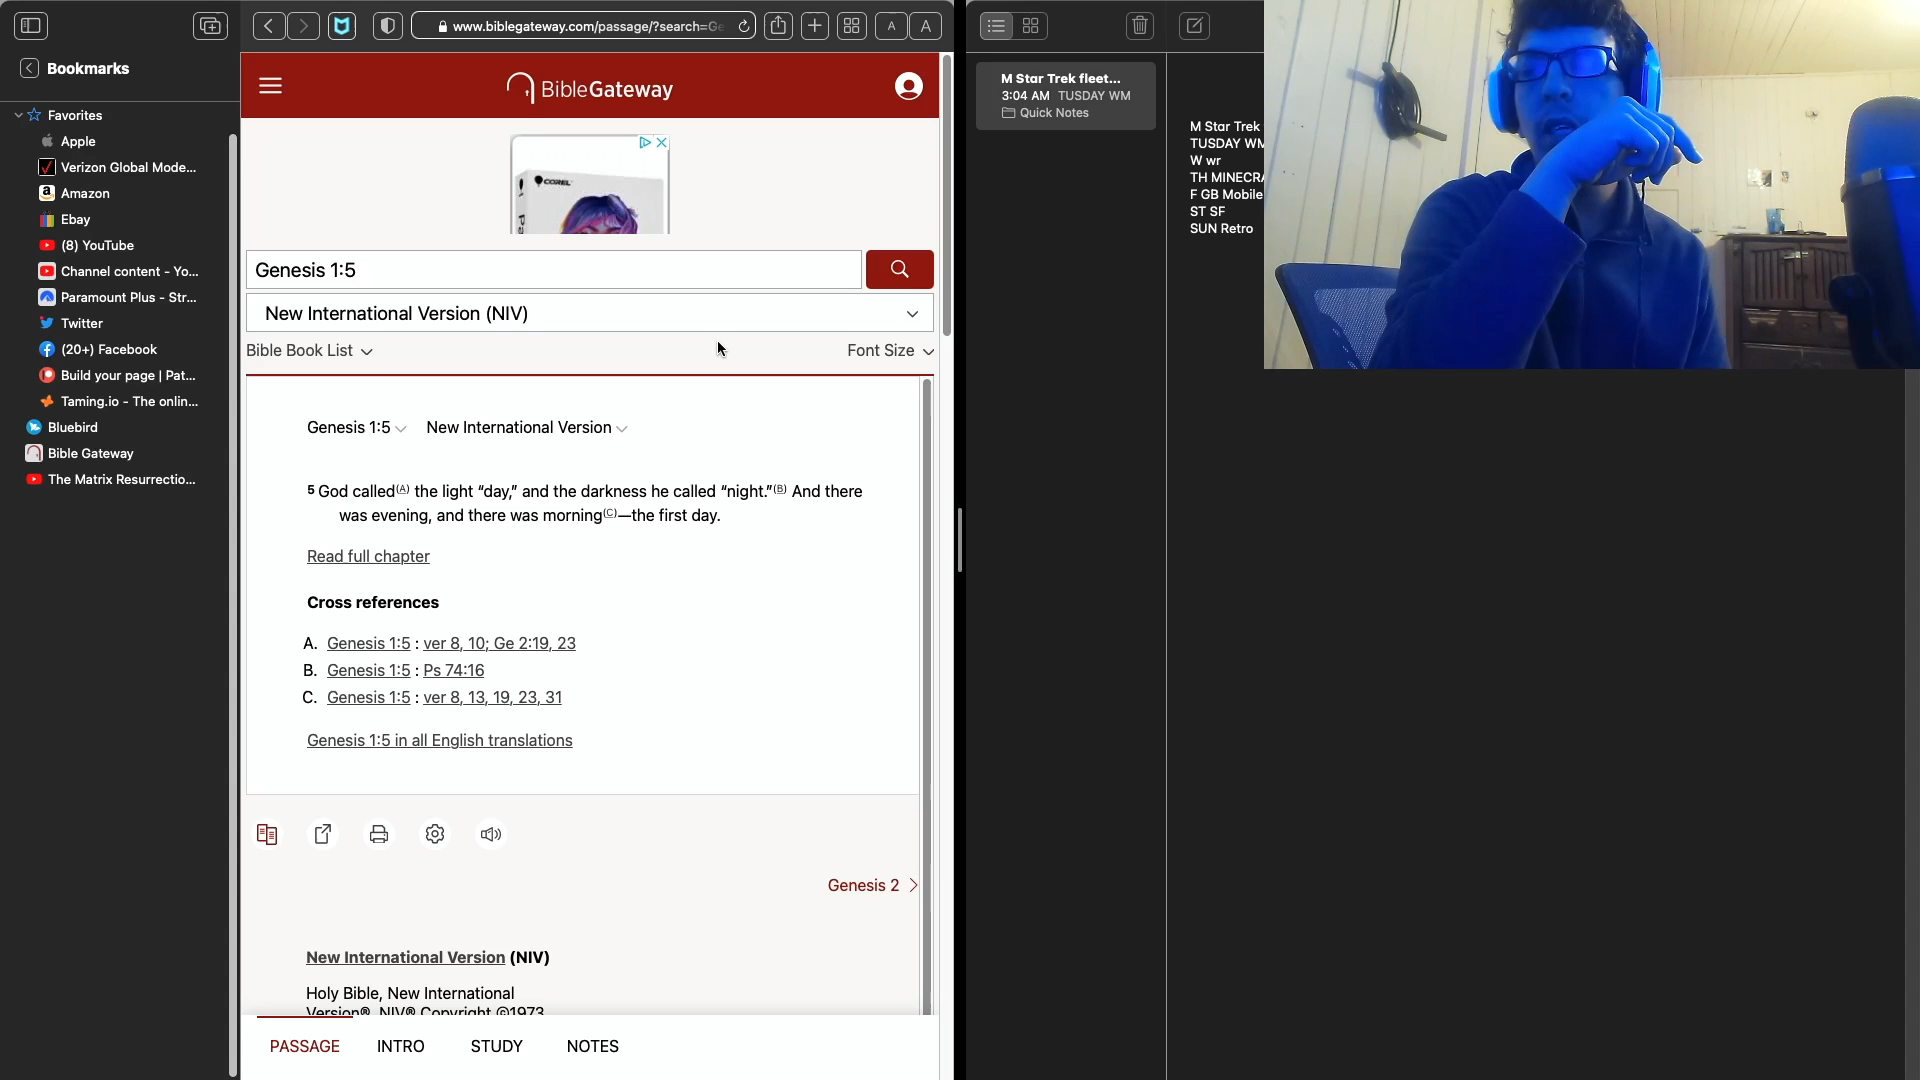 Bookmarks
Favorites
Apple
Verizon Global Mode...
Amazon
Ebay
(8) YouTube
Channel content - Yo...
Paramount Plus - Str...
Twitter
(20+) Facebook
Build your page | Pat...
Taming.io - The onlin...
Bluebird
Bible Gateway
The Matrix Resurrectio...
www.biblegateway.com/passage/?search=Ge
A A
BibleGateway
COREL
Genesis 1:5
New International Version (NIV)
Bible Book List
Font Size
Genesis 1:5 New International Version
5 God called(A) the light “day,” and the darkness he called “night.”(B) And there
was evening, and there was morning(C)—the first day.
Read full chapter
Cross references
A. Genesis 1:5 : ver 8, 10; Ge 2:19, 23
B. Genesis 1:5 : Ps 74:16
C. Genesis 1:5 : ver 8, 13, 19, 23, 31
Genesis 1:5 in all English translations
Genesis 2
New International Version (NIV)
Holy Bible, New International
Version®, NIV® Copyright ©1973
PASSAGE INTRO STUDY NOTES
M Star Trek fleet...
3:04 AM TUSDAY WM
Quick Notes
M Star Trek
TUSDAY WM
W wr
TH MINECRA
F GB Mobile
ST SF
SUN Retro